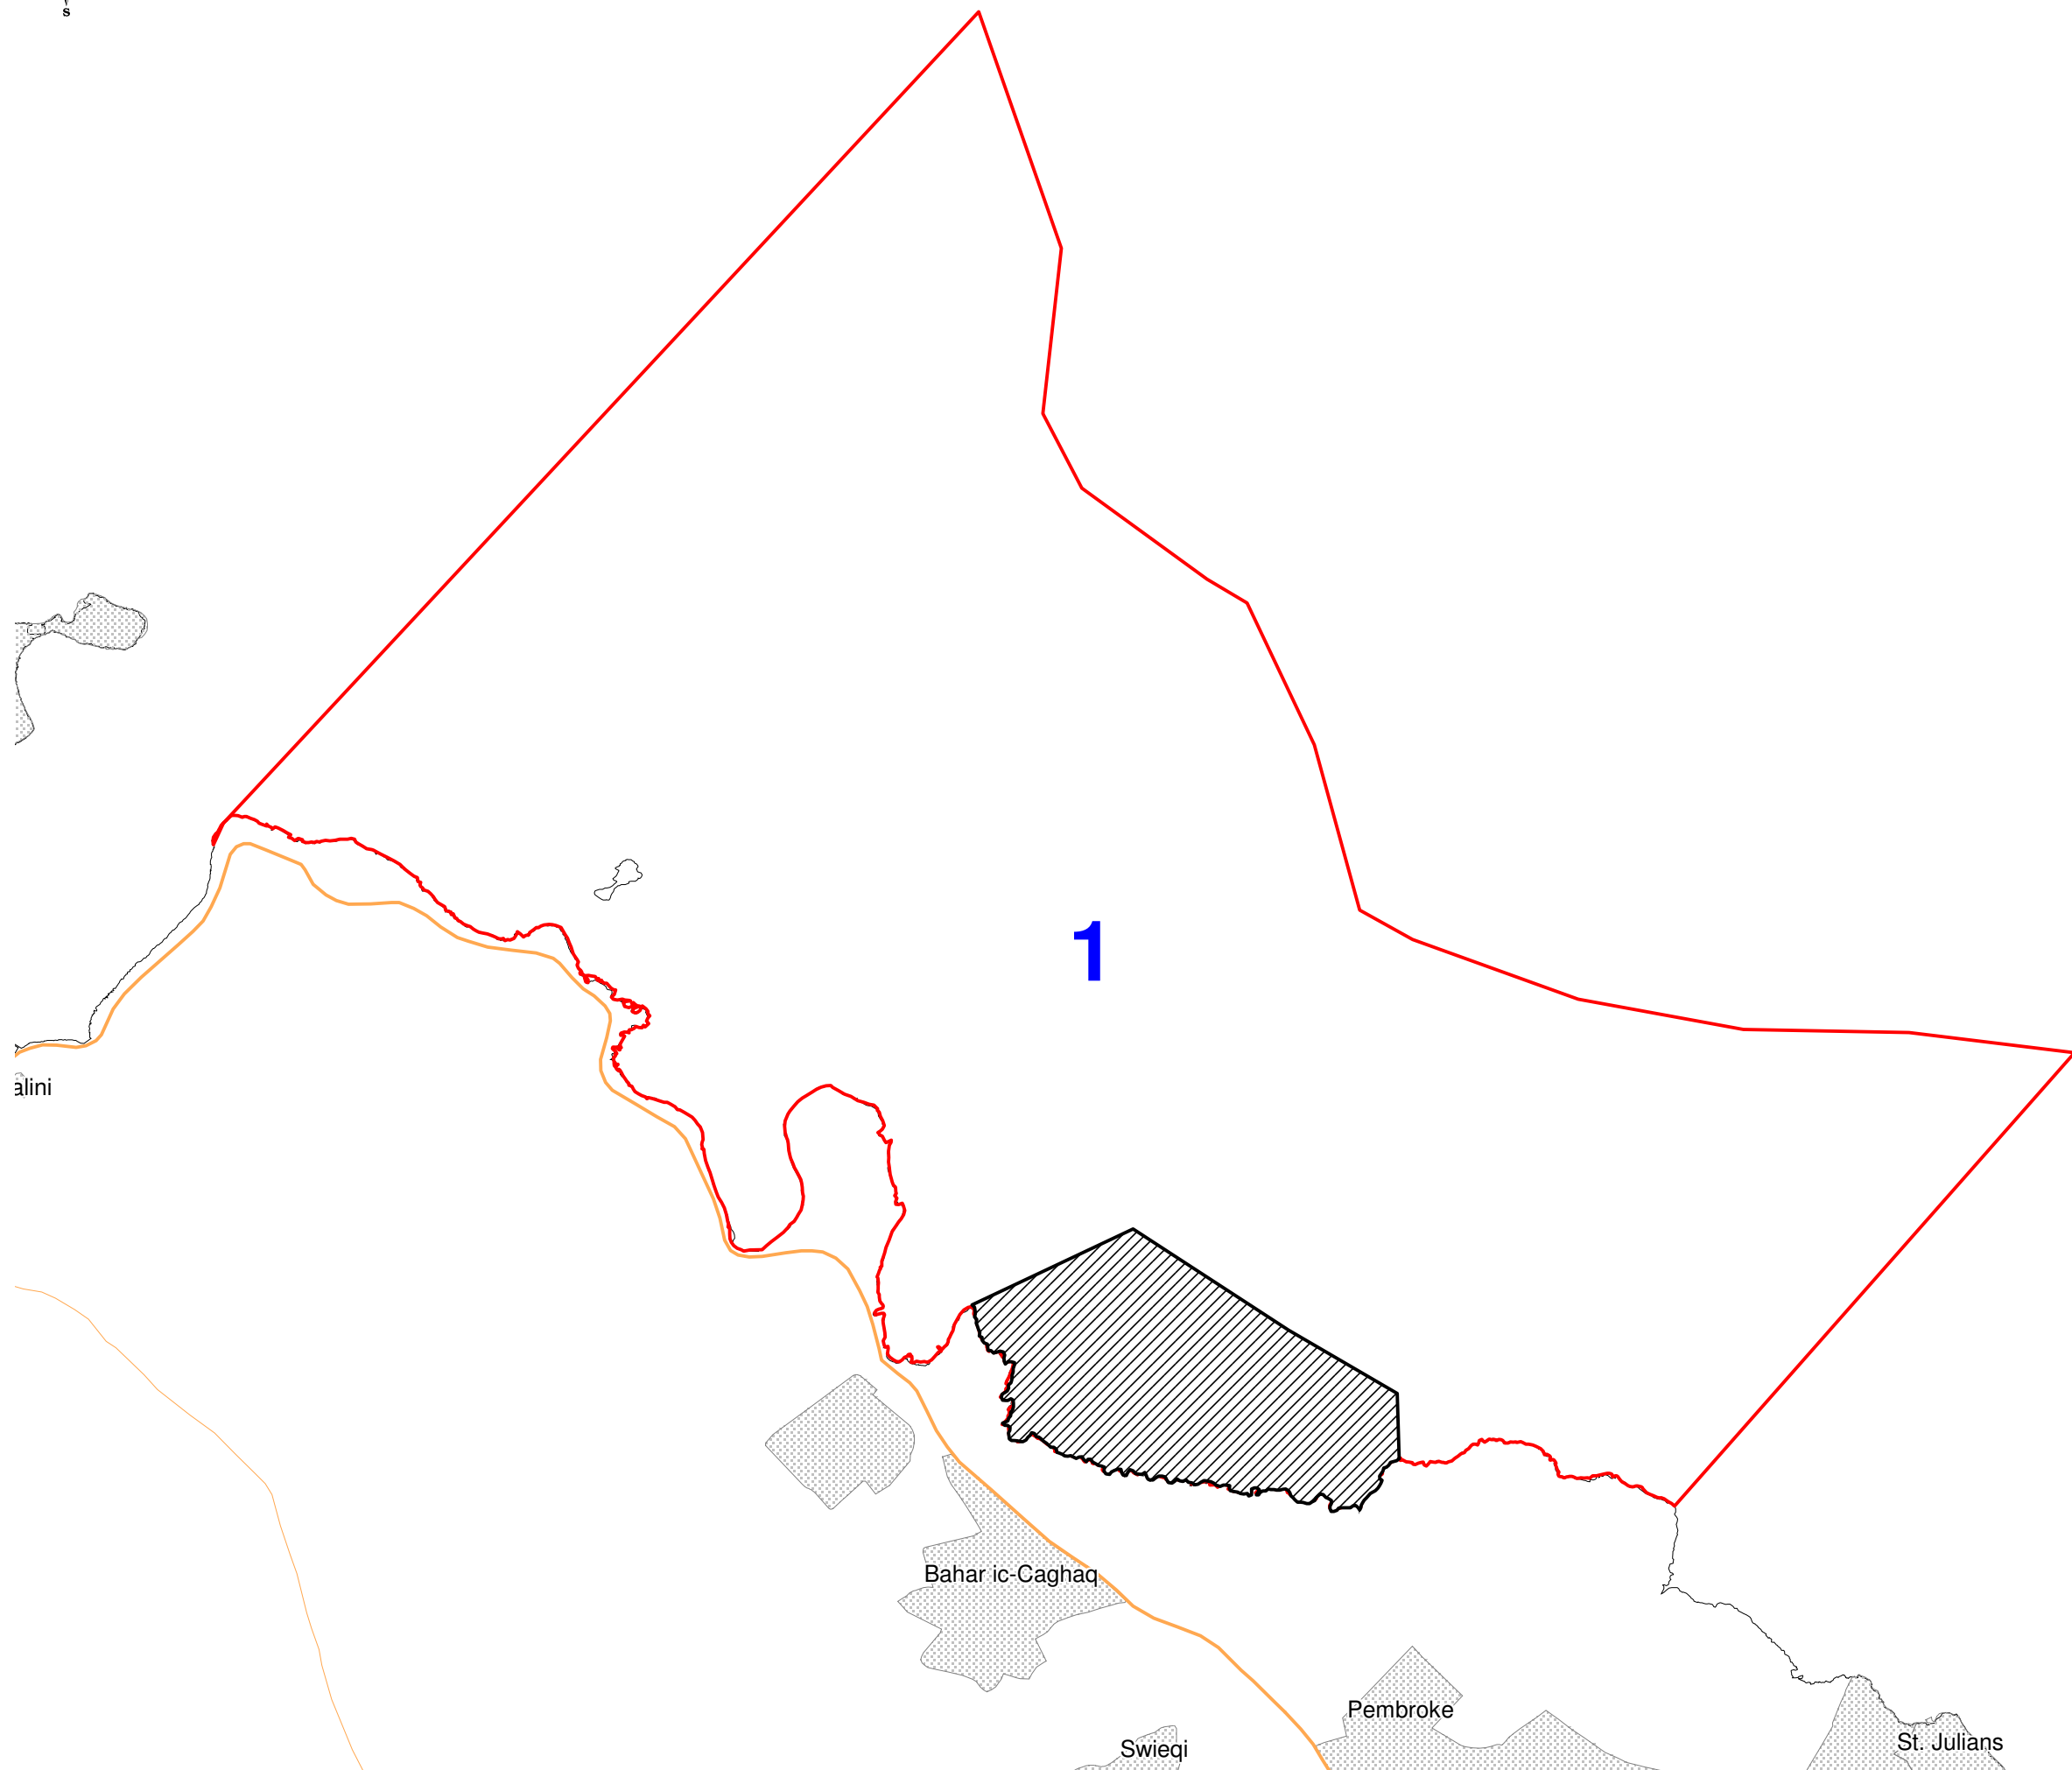 S
1
alini
Bahar ic-Caghaq
Pembroke
Swieqi
St. Julians